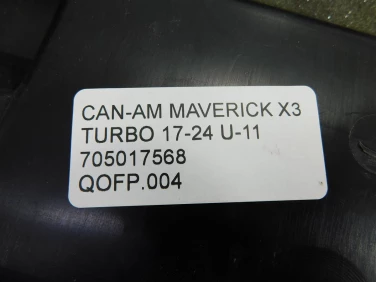 CAN-AM MAVERICK X3
TURBO 17-24 U-11
705017568
QOFP.004